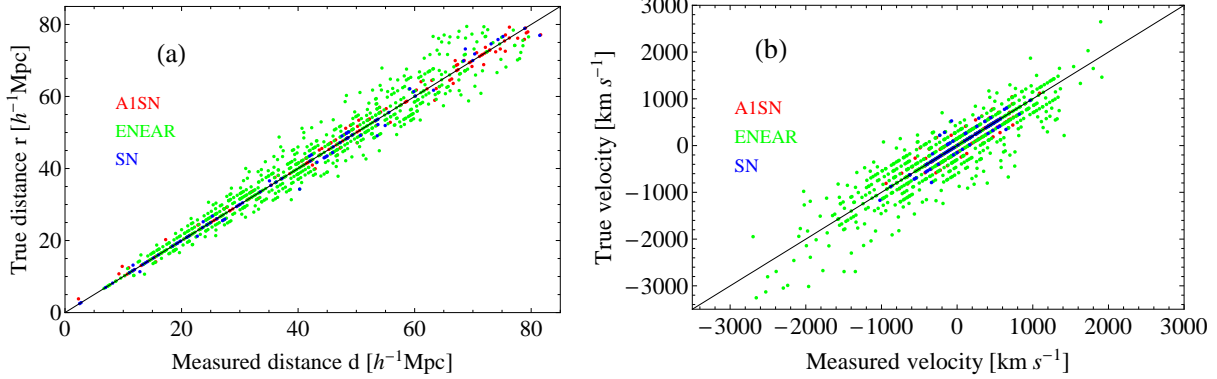 (a)
True distance r [h⁻¹Mpc]
80
60
40
20
0
A1SN
ENEAR
SN
0 20 40 60 80
Measured distance d [h⁻¹Mpc]
(b)
True velocity [km s⁻¹]
3000
2000
1000
0
−1000
−2000
−3000
A1SN
ENEAR
SN
−3000 −2000 −1000 0 1000 2000 3000
Measured velocity [km s⁻¹]